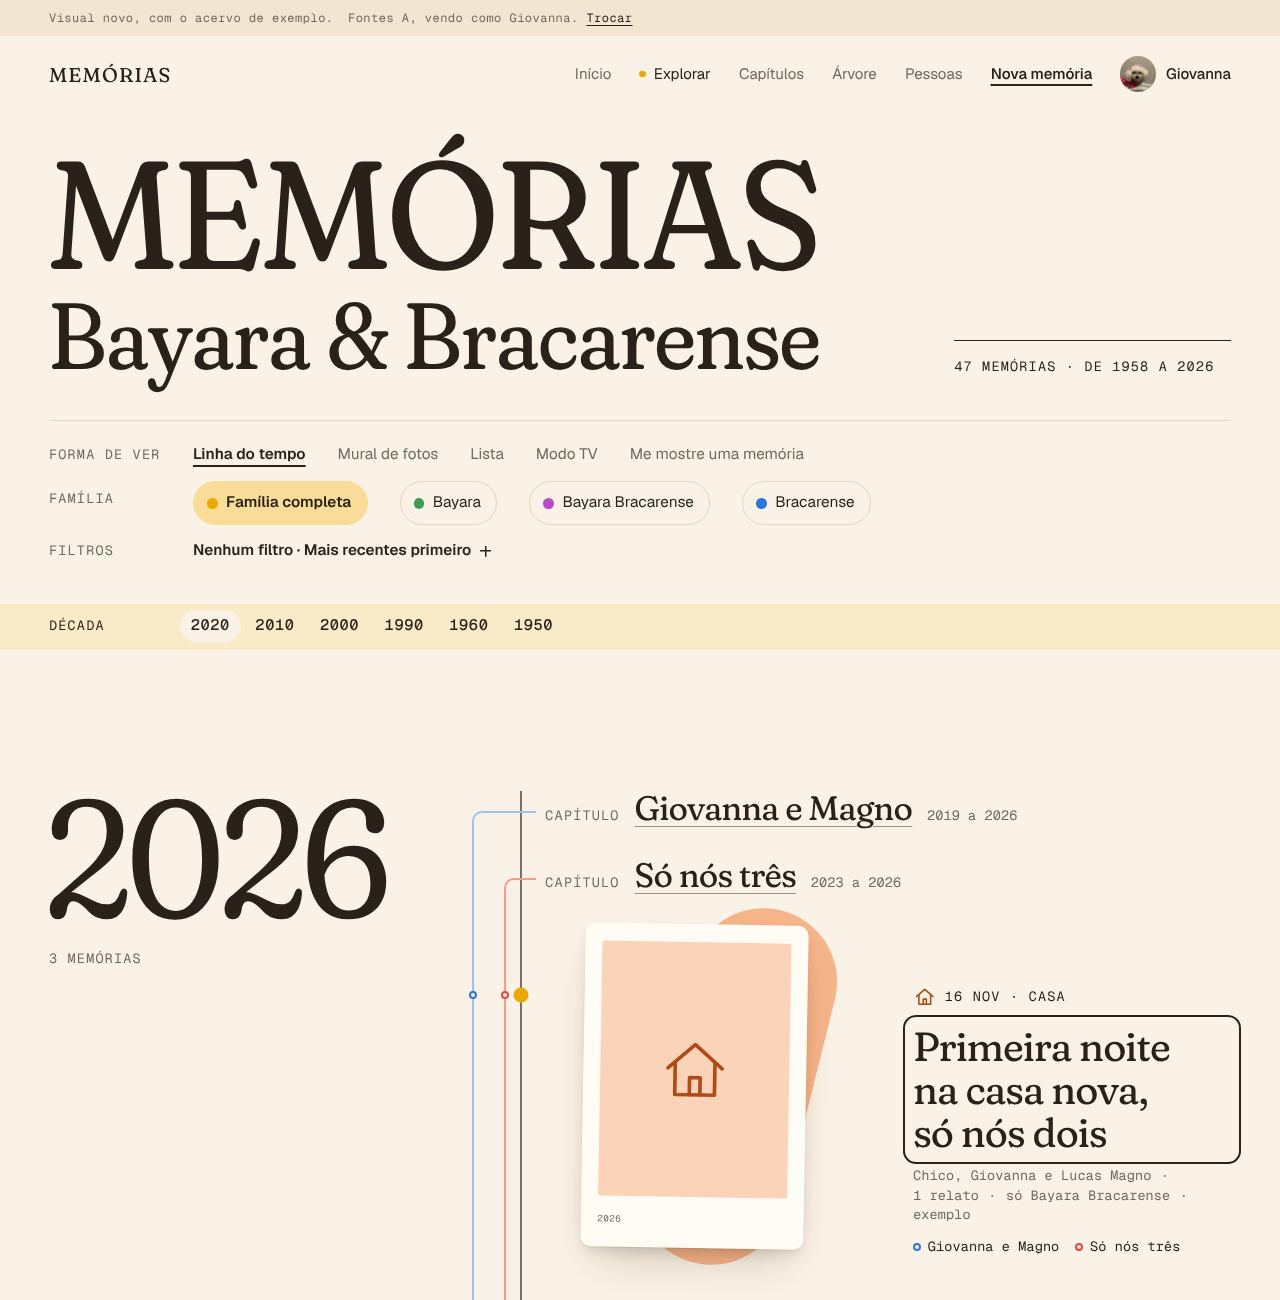 Visual novo, com o acervo de exemplo. Fontes A, vendo como Giovanna. Trocar
MEMÓRIAS
Início
Explorar
Capítulos
Árvore
Pessoas
Nova memória
Giovanna
MEMÓRIAS
Bayara & Bracarense
47 MEMÓRIAS · DE 1958 A 2026
FORMA DE VER
Linha do tempo
Mural de fotos
Lista
Modo TV
Me mostre uma memória
FAMÍLIA
Família completa
Bayara
Bayara Bracarense
Bracarense
FILTROS
Nenhum filtro · Mais recentes primeiro +
DÉCADA
2020
2010
2000
1990
1960
1950
2026
3 MEMÓRIAS
CAPÍTULO Giovanna e Magno 2019 a 2026
CAPÍTULO Só nós três 2023 a 2026
2026
16 NOV · CASA
Primeira noite
na casa nova,
só nós dois
Chico, Giovanna e Lucas Magno ·
1 relato · só Bayara Bracarense ·
exemplo
Giovanna e Magno
Só nós três